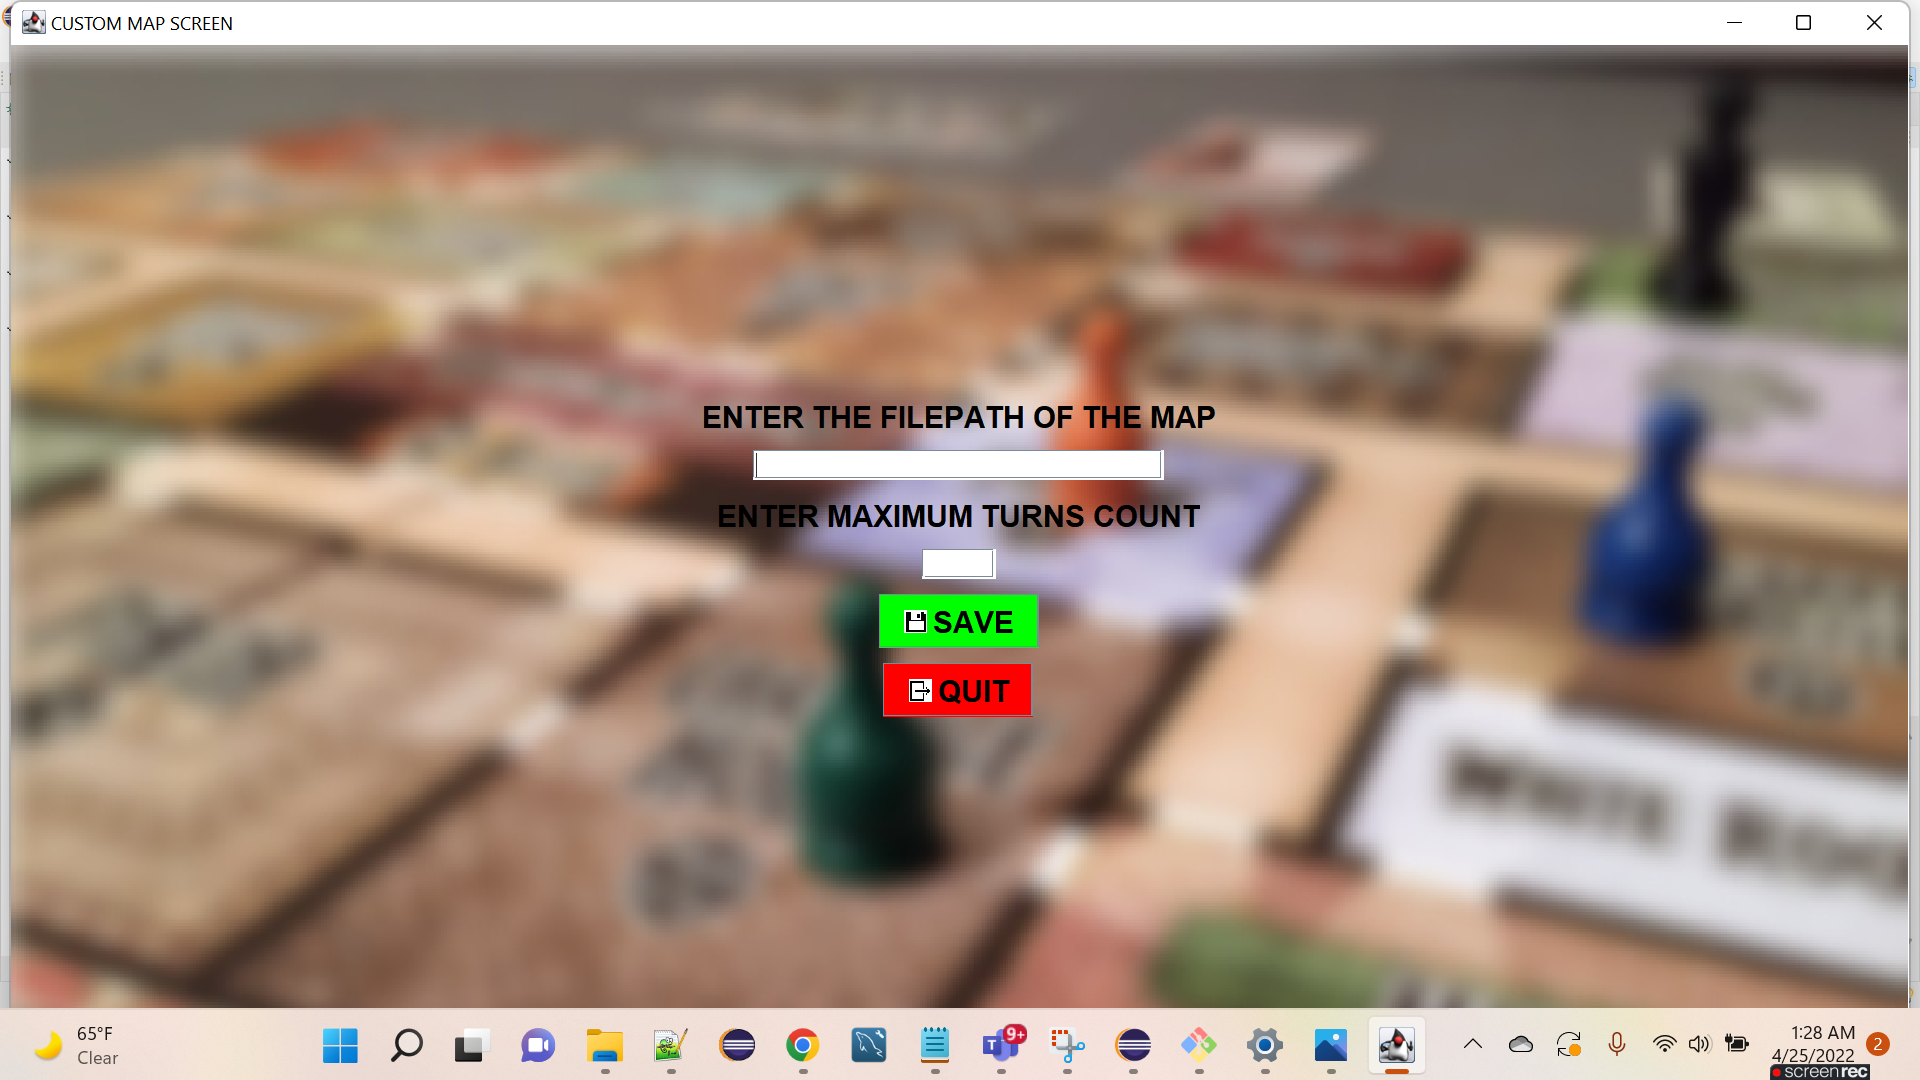 CUSTOM MAP SCREEN
ENTER THE FILEPATH OF THE MAP
ENTER MAXIMUM TURNS COUNT
SAVE
QUIT
WHITE
65°F
Clear
9+
1:28 AM
4/25/2022
2
screenrec